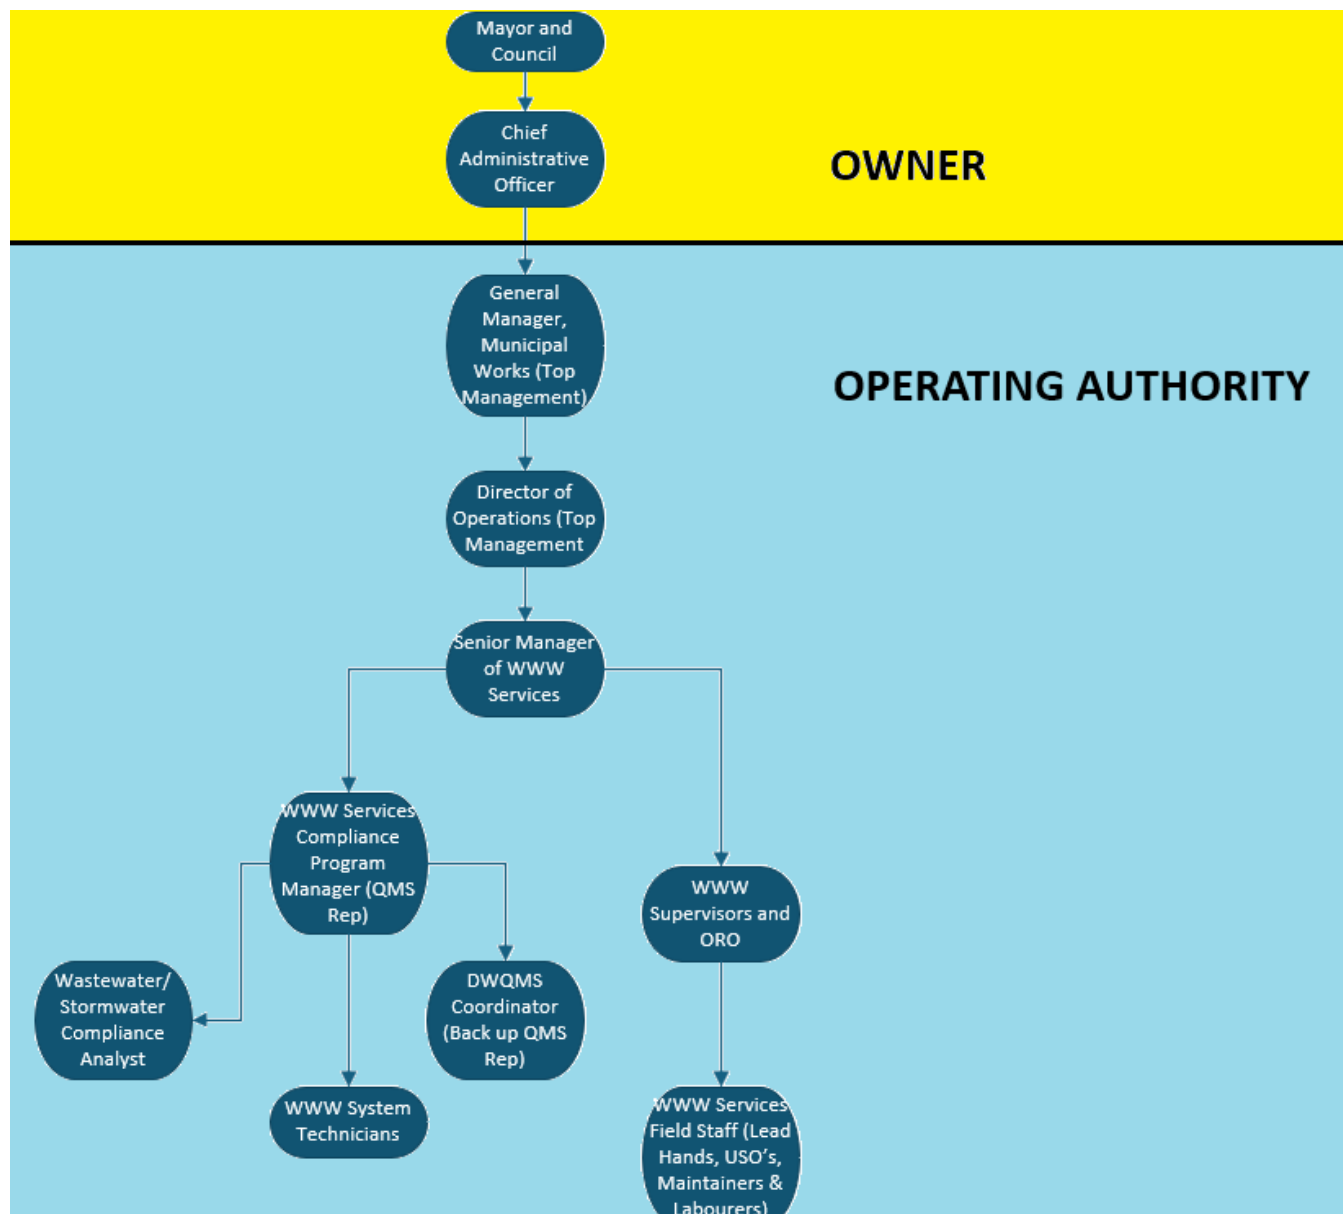 Mayor and
Council
Chief
Administrative
Officer
OWNER
General
Manager,
Municipal
Works (Top
Management)
OPERATING AUTHORITY
Director of
Operations (Top
Management
Senior Manager
of WWW
Services
WWW Services
Compliance
Program
Manager (QMS
Rep)
WWW
Supervisors and
ORO
Wastewater/
Stormwater
Compliance
Analyst
DWQMS
Coordinator
(Back up QMS
Rep)
WWW System
Technicians
WWW Services
Field Staff (Lead
Hands, USO's,
Maintainers &
Labourers)